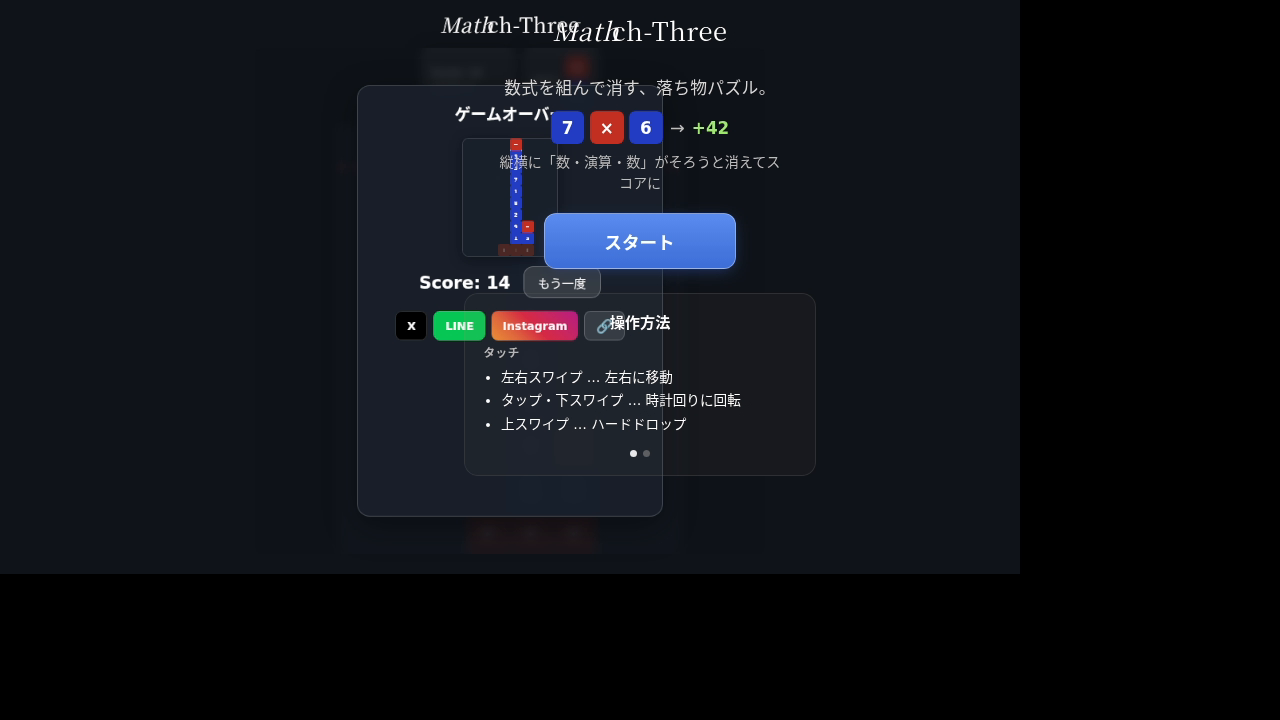 Math ch-Three
Math ch-Three
数式を組んで消す、落ち物パズル。
ゲームオーバ
7 × 6 → +42
縦横に「数・演算・数」がそろうと消えてス
コアに
スタート
Score: 14 もう一度
X LINE Instagram
操作方法
タッチ
• 左右スワイプ … 左右に移動
• タップ・下スワイプ … 時計回りに回転
• 上スワイプ … ハードドロップ